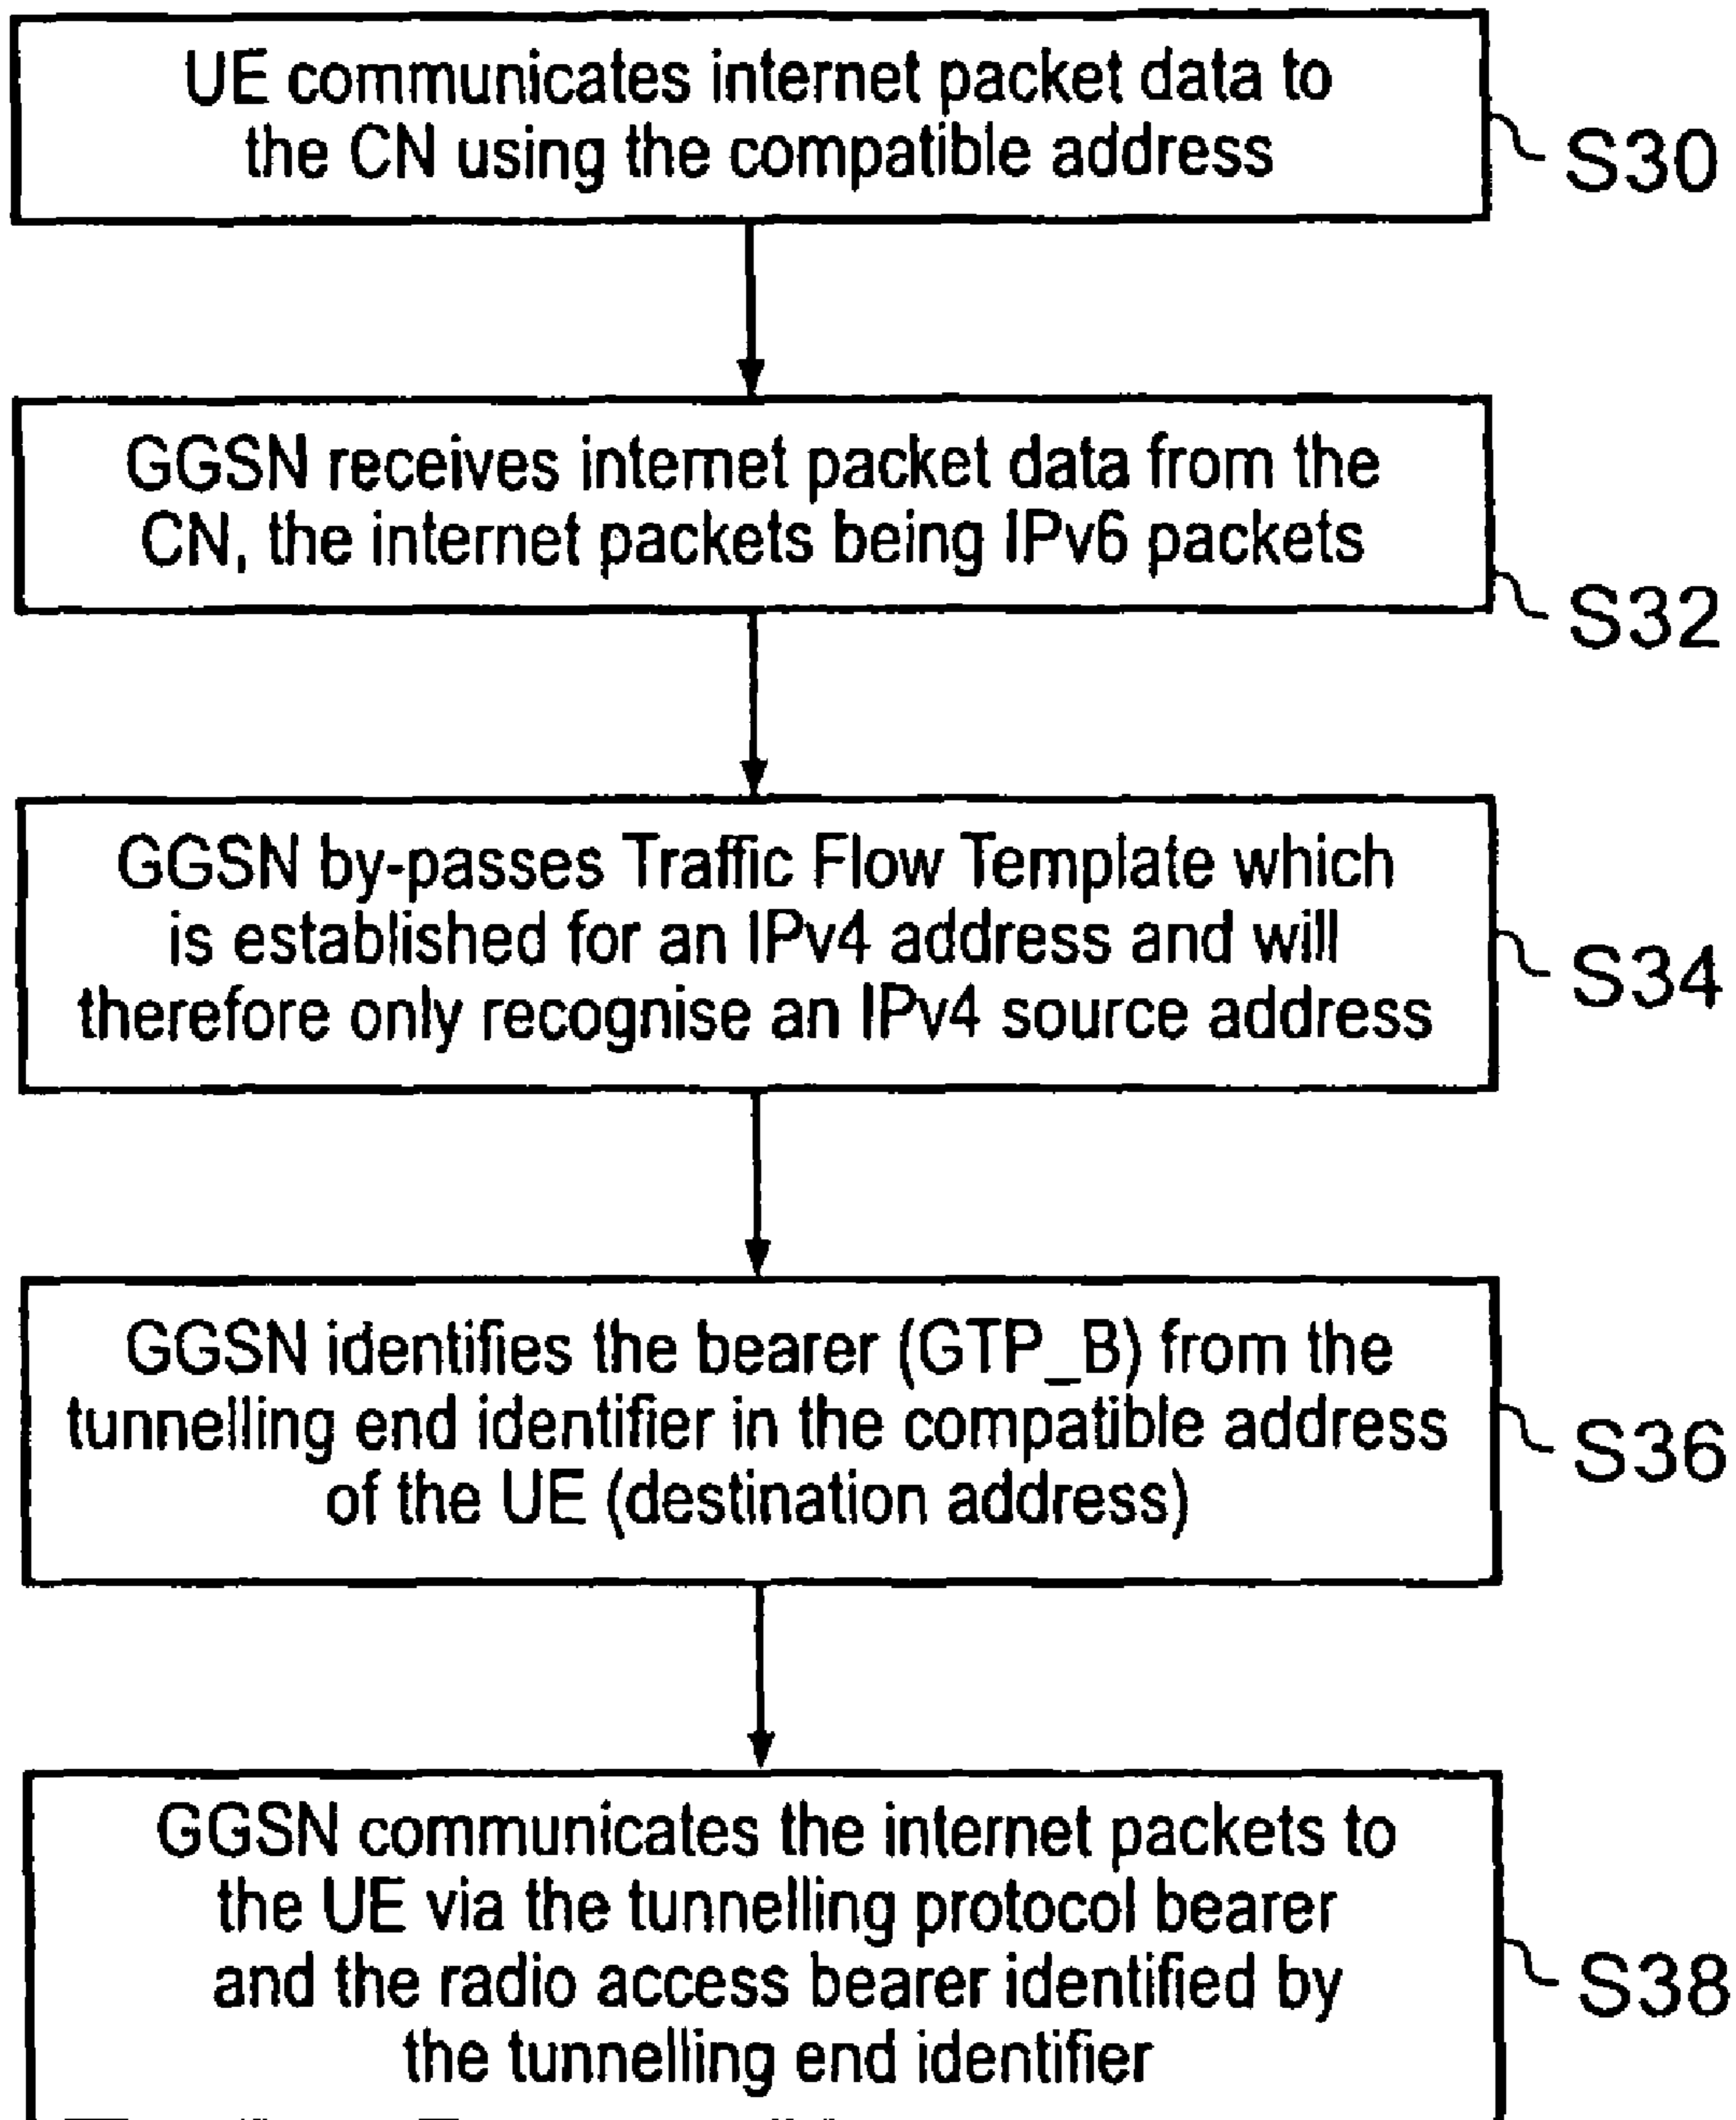 UE communicates internet packet data to
the CN using the compatible address
S30
GGSN receives internet packet data from the
CN, the internet packets being IPv6 packets
S32
GGSN by-passes Traffic Flow Template which
is established for an IPv4 address and will
therefore only recognise an IPv4 source address
S34
GGSN identifies the bearer (GTP_B) from the
tunnelling end identifier in the compatible address
of the UE (destination address)
S36
GGSN communicates the internet packets to
the UE via the tunnelling protocol bearer
and the radio access bearer identified by
the tunnelling end identifier
S38